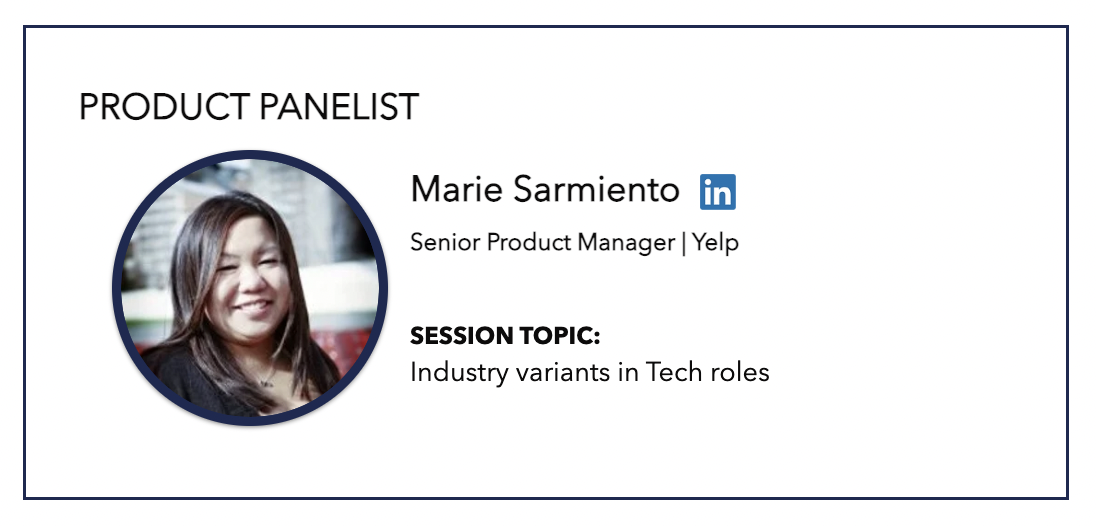 PRODUCT PANELIST
Marie Sarmiento in
Senior Product Manager | Yelp
SESSION TOPIC:
Industry variants in Tech roles